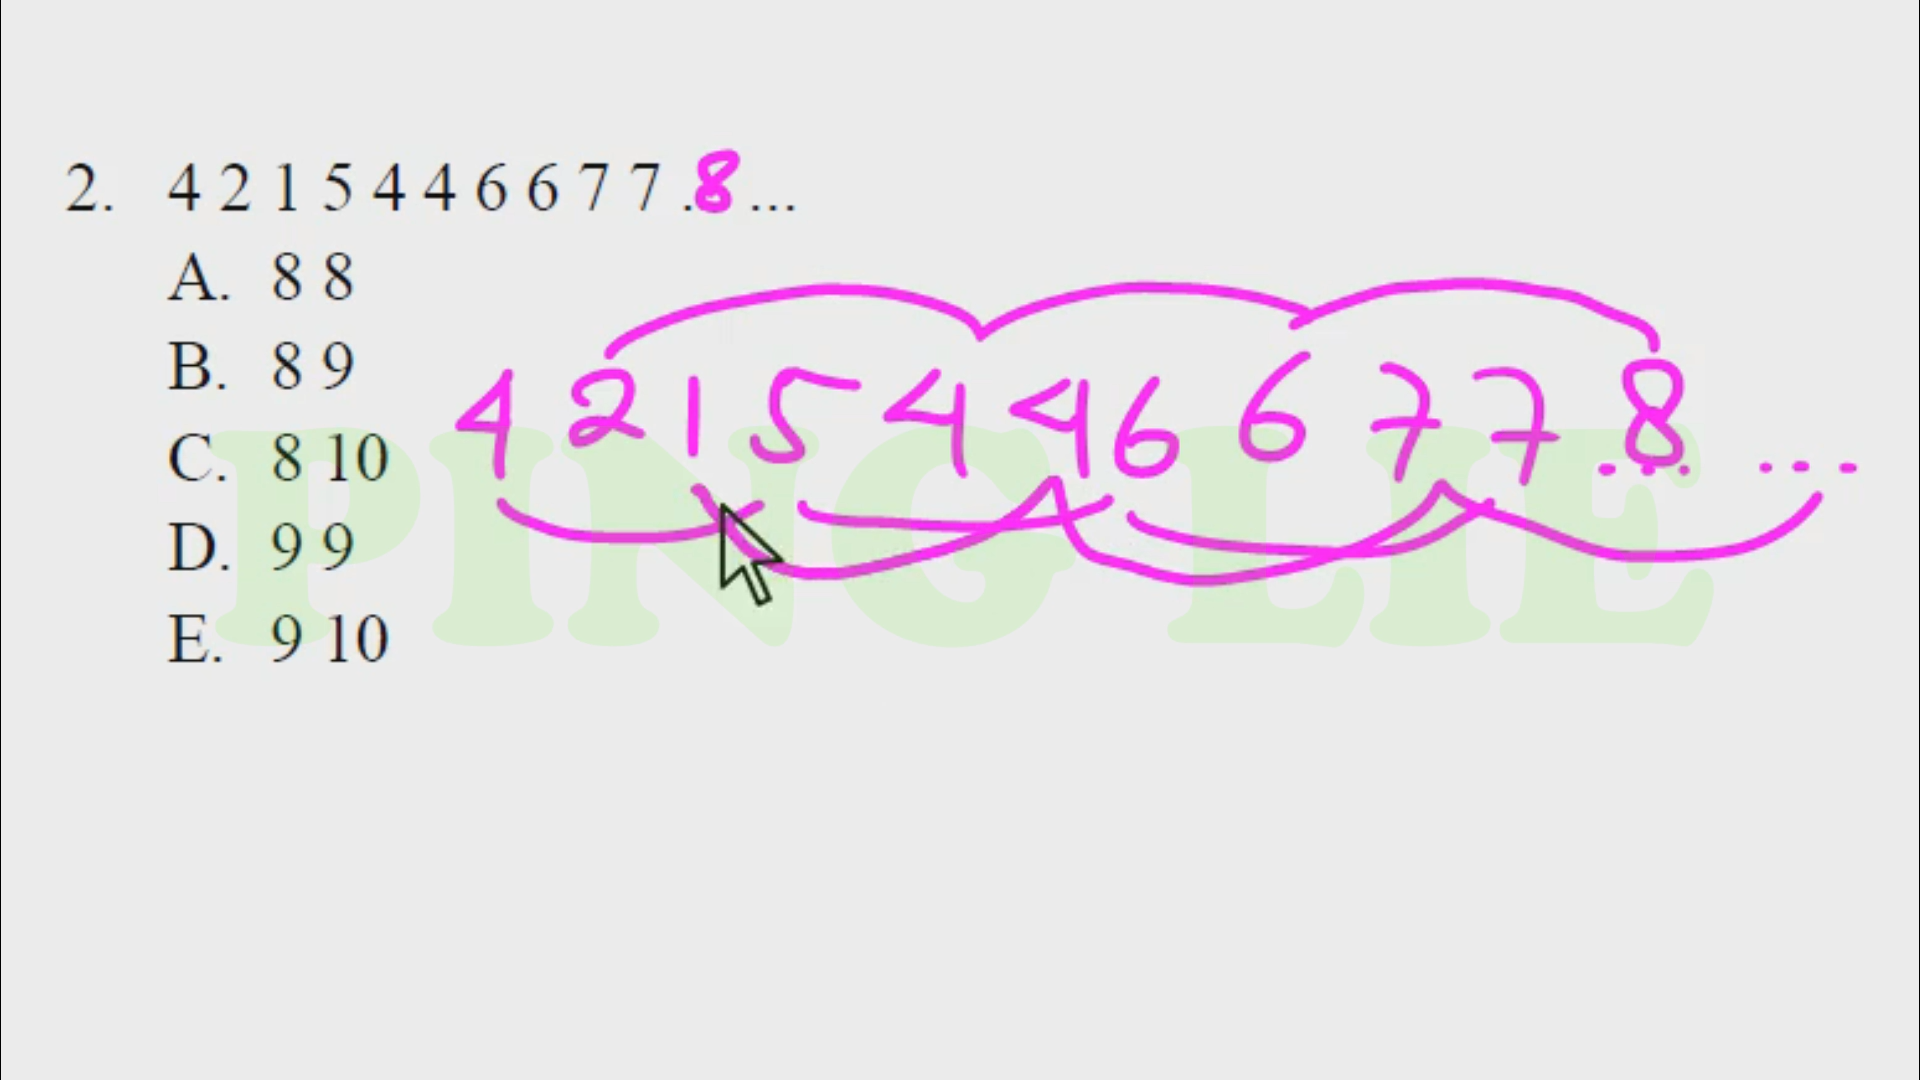 2. 4 2 1 5 4 4 6 6 7 7 .8 ...
A. 8 8
B. 8 9
C. 8 10
D. 9 9
E. 9 10
4 2 1 5 4 4 6 6 7 7 8 ... ...
PING LIE